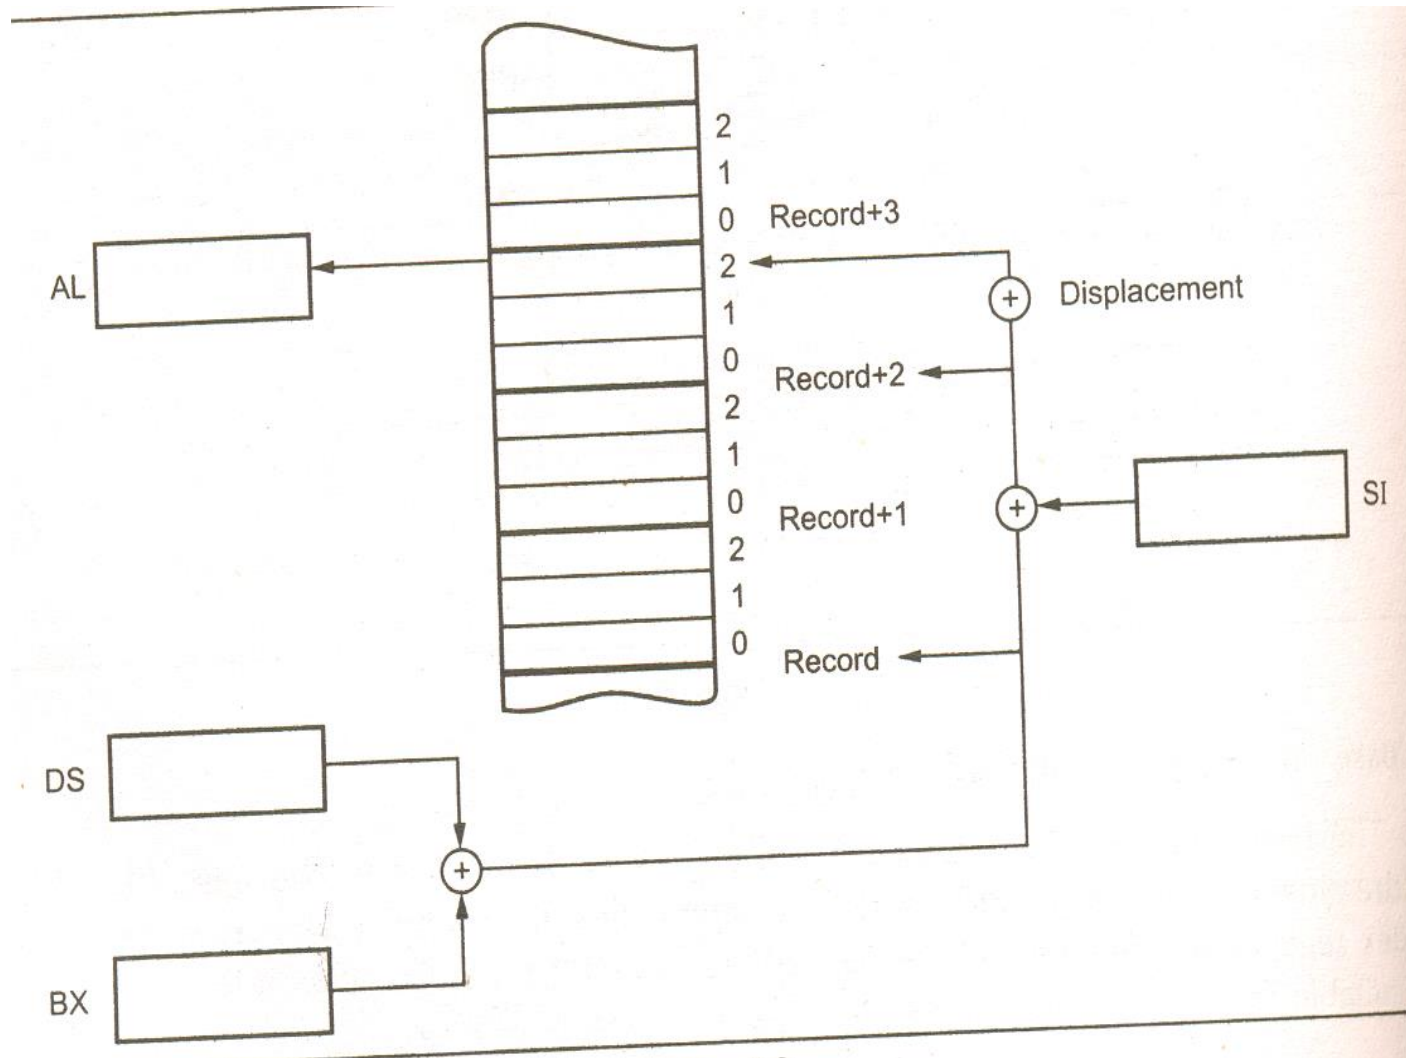 2
1
0 Record+3
AL
2
1
+ Displacement
0
Record+2
2
1
0
Record+1
+
SI
2
1
0
Record
DS
+
BX